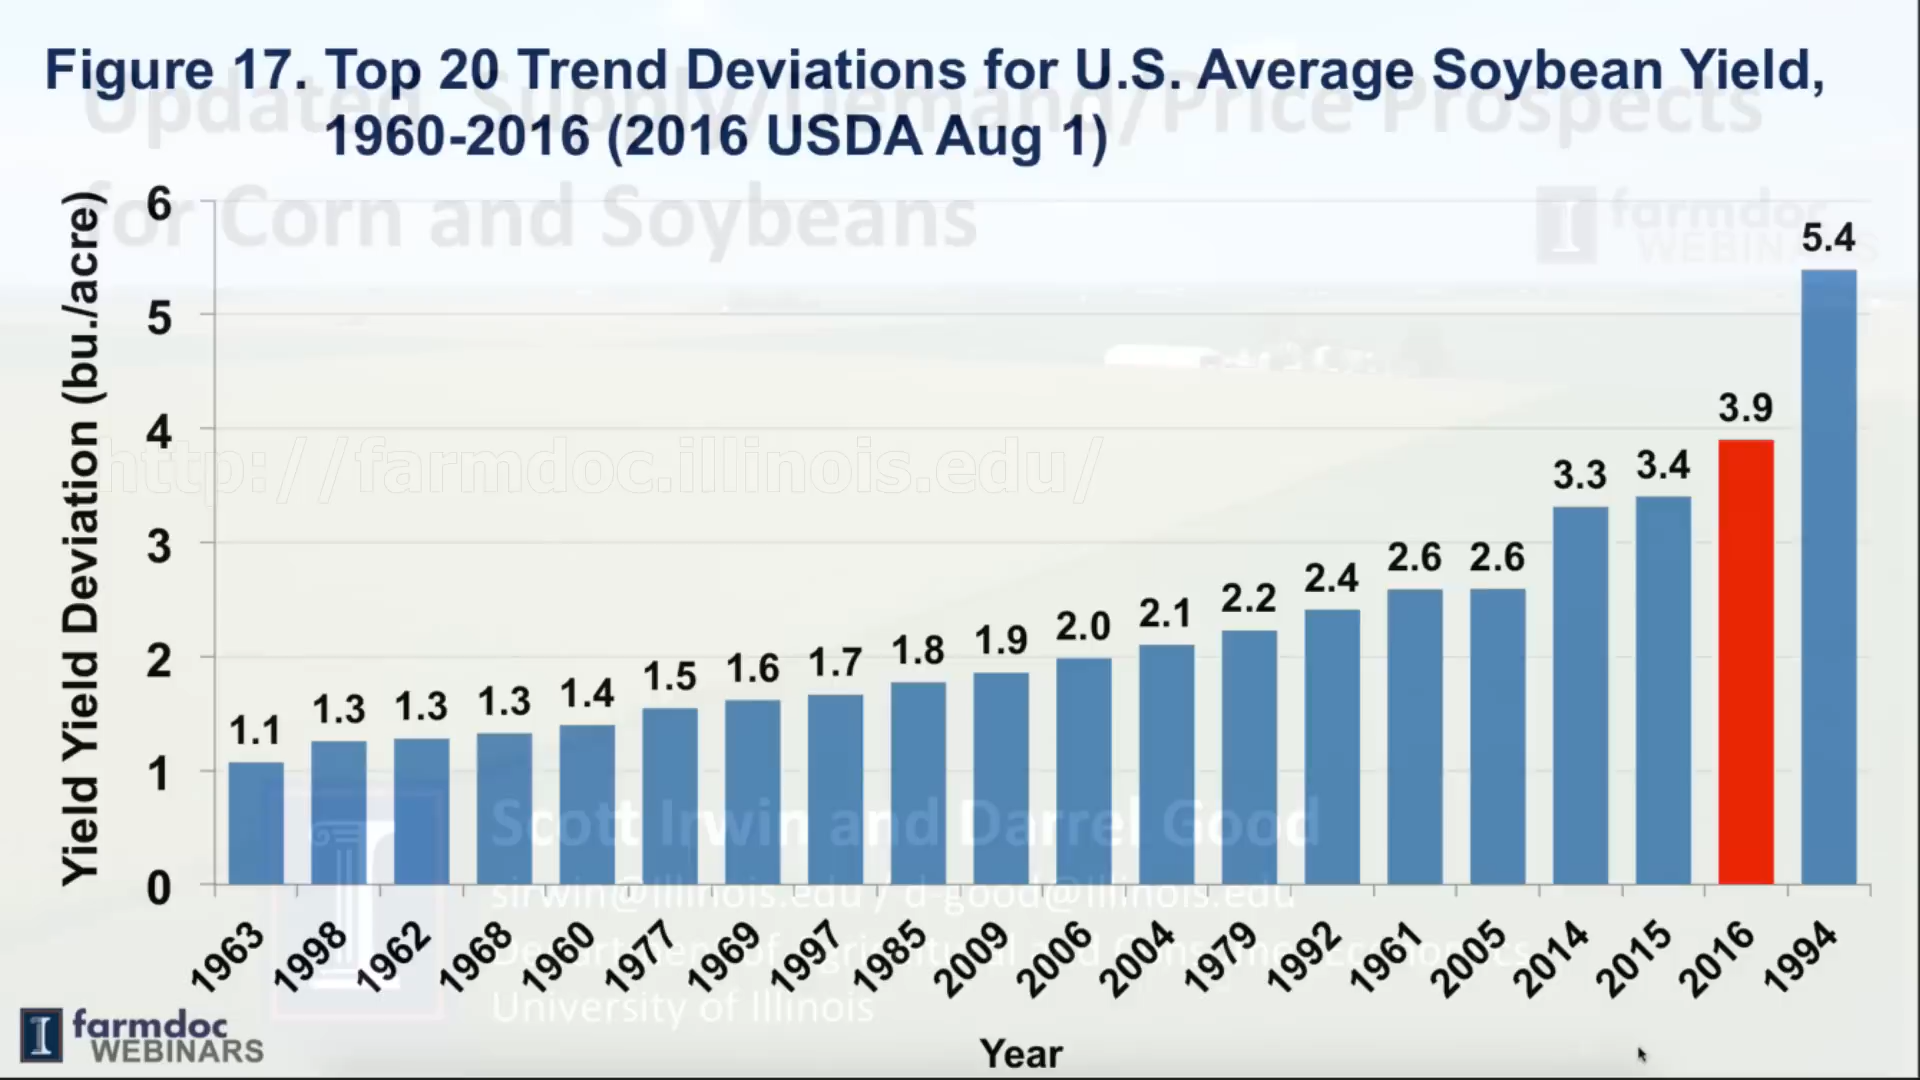 Figure 17. Top 20 Trend Deviations for U.S. Average Soybean Yield,
1960-2016 (2016 USDA Aug 1)
Updated Supply/Demand/Price Prospects
for Corn and Soybeans
farmdoc
WEBINARS
Yield Yield Deviation (bu./acre)
6
5
4
3
2
1
0
5.4
3.9
3.4
3.3
2.6
2.6
2.4
2.2
2.1
2.0
1.9
1.8
1.7
1.6
1.5
1.4
1.3
1.3
1.3
1.1
http://farmdoc.illinois.edu/
Scott Irwin and Darrel Good
sirwin@illinois.edu / d-good@illinois.edu
Department of Agricultural and Consumer Economics
University of Illinois
1963 1998 1962 1968 1960 1977 1969 1997 1985 2009 2006 2004 1979 1992 1961 2005 2014 2015 2016 1994
Year
farmdoc
WEBINARS